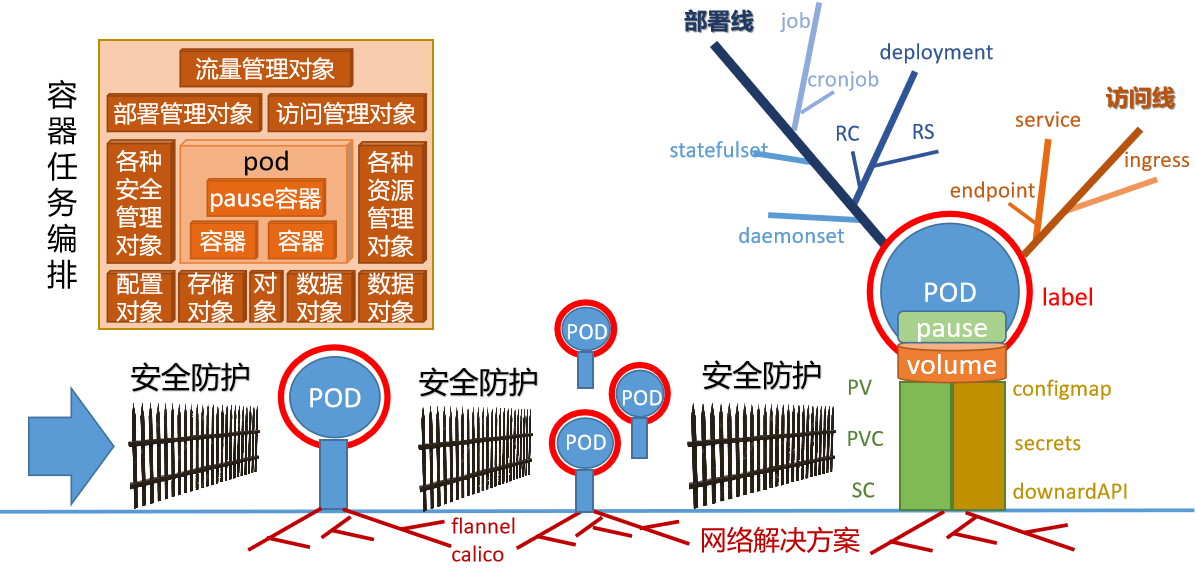 容器任务编排
流量管理对象
部署管理对象
访问管理对象
各种
安全
管理
对象
pod
pause容器
容器
容器
各种
资源
管理
对象
配置
对象
存储
对象
对
象
数据
对象
数据
对象
部署线
job
cronjob
deployment
RC
RS
statefulset
daemonset
访问线
service
ingress
endpoint
POD
label
pause
volume
PV
configmap
PVC
secrets
SC
downardAPI
安全防护
POD
安全防护
POD
POD
POD
安全防护
flannel
calico
网络解决方案